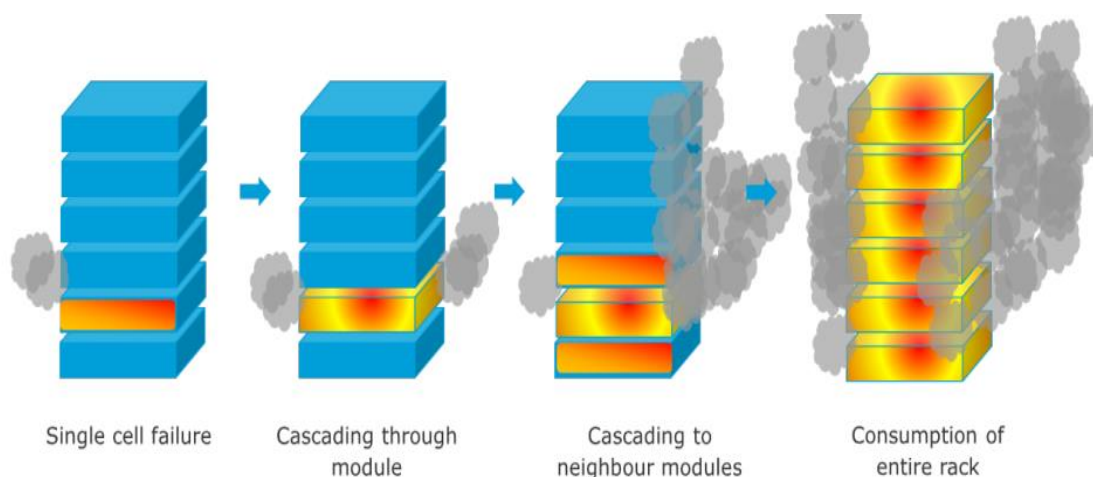 Single cell failure
Cascading through
module
Cascading to
neighbour modules
Consumption of
entire rack